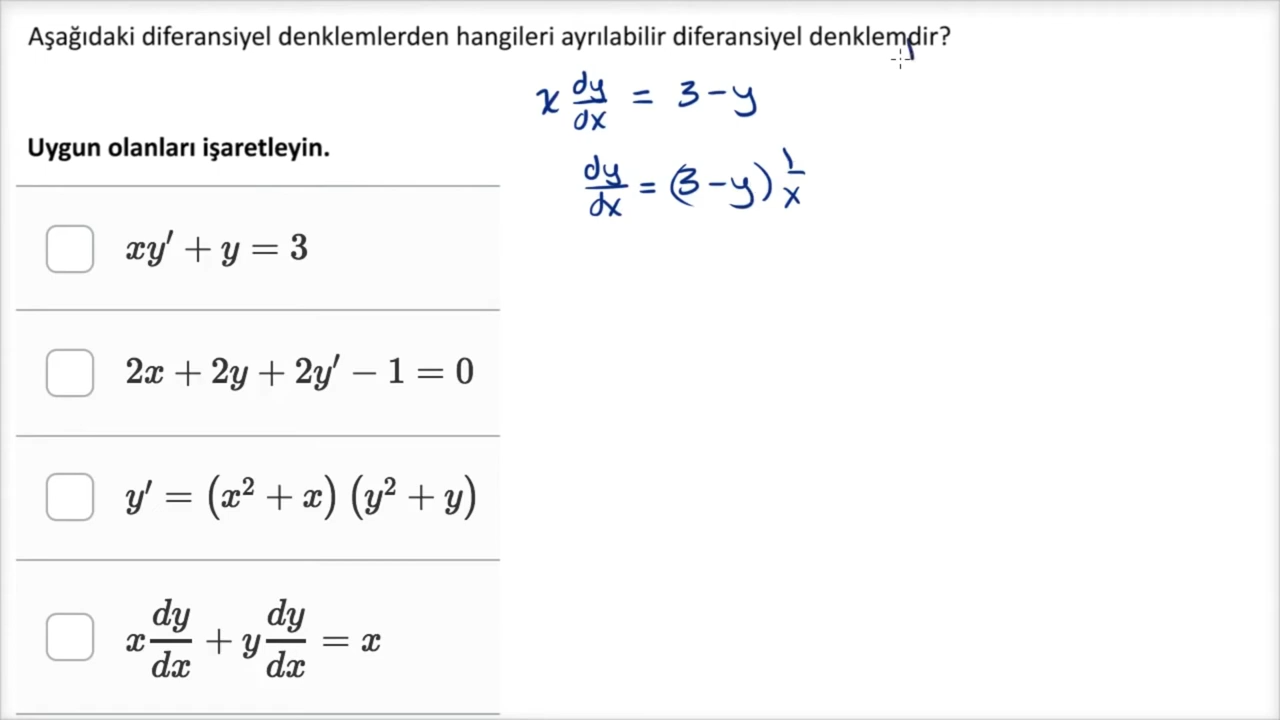 Aşağıdaki diferansiyel denklemlerden hangileri ayrılabilir diferansiyel denklemdir?
x dy/dx = 3 - y
Uygun olanları işaretleyin.
dy/dx = (3 - y) 1/x
xy′ + y = 3
2x + 2y + 2y′ − 1 = 0
y′ = (x² + x) (y² + y)
x dy/dx + y dy/dx = x